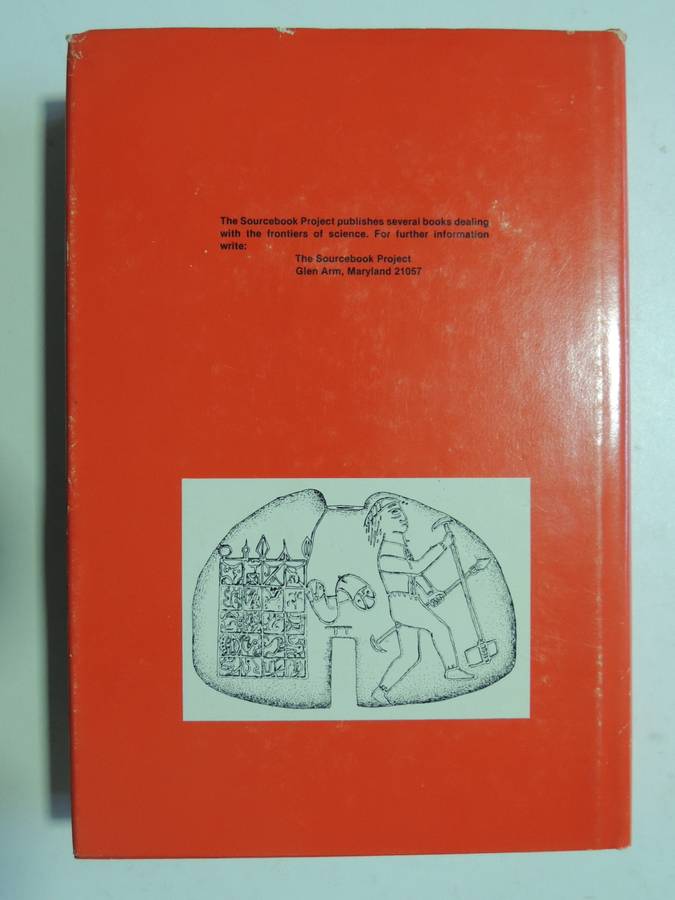 The Sourcebook Project publishes several books dealing
with the frontiers of science. For further information
write:
The Sourcebook Project
Glen Arm, Maryland 21057